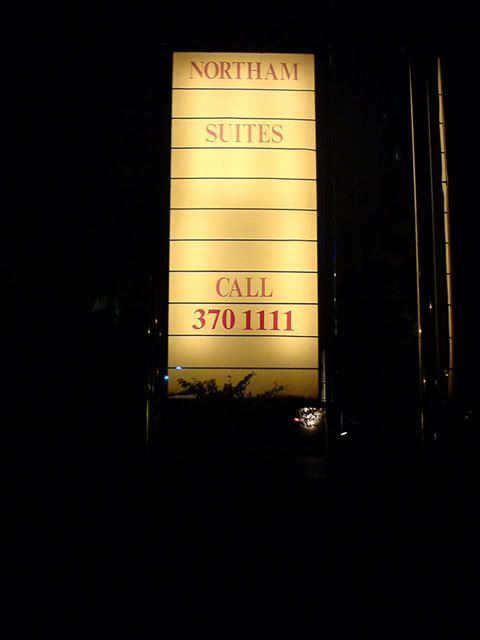 NORTHAM
SUITES
CALL
370 1111